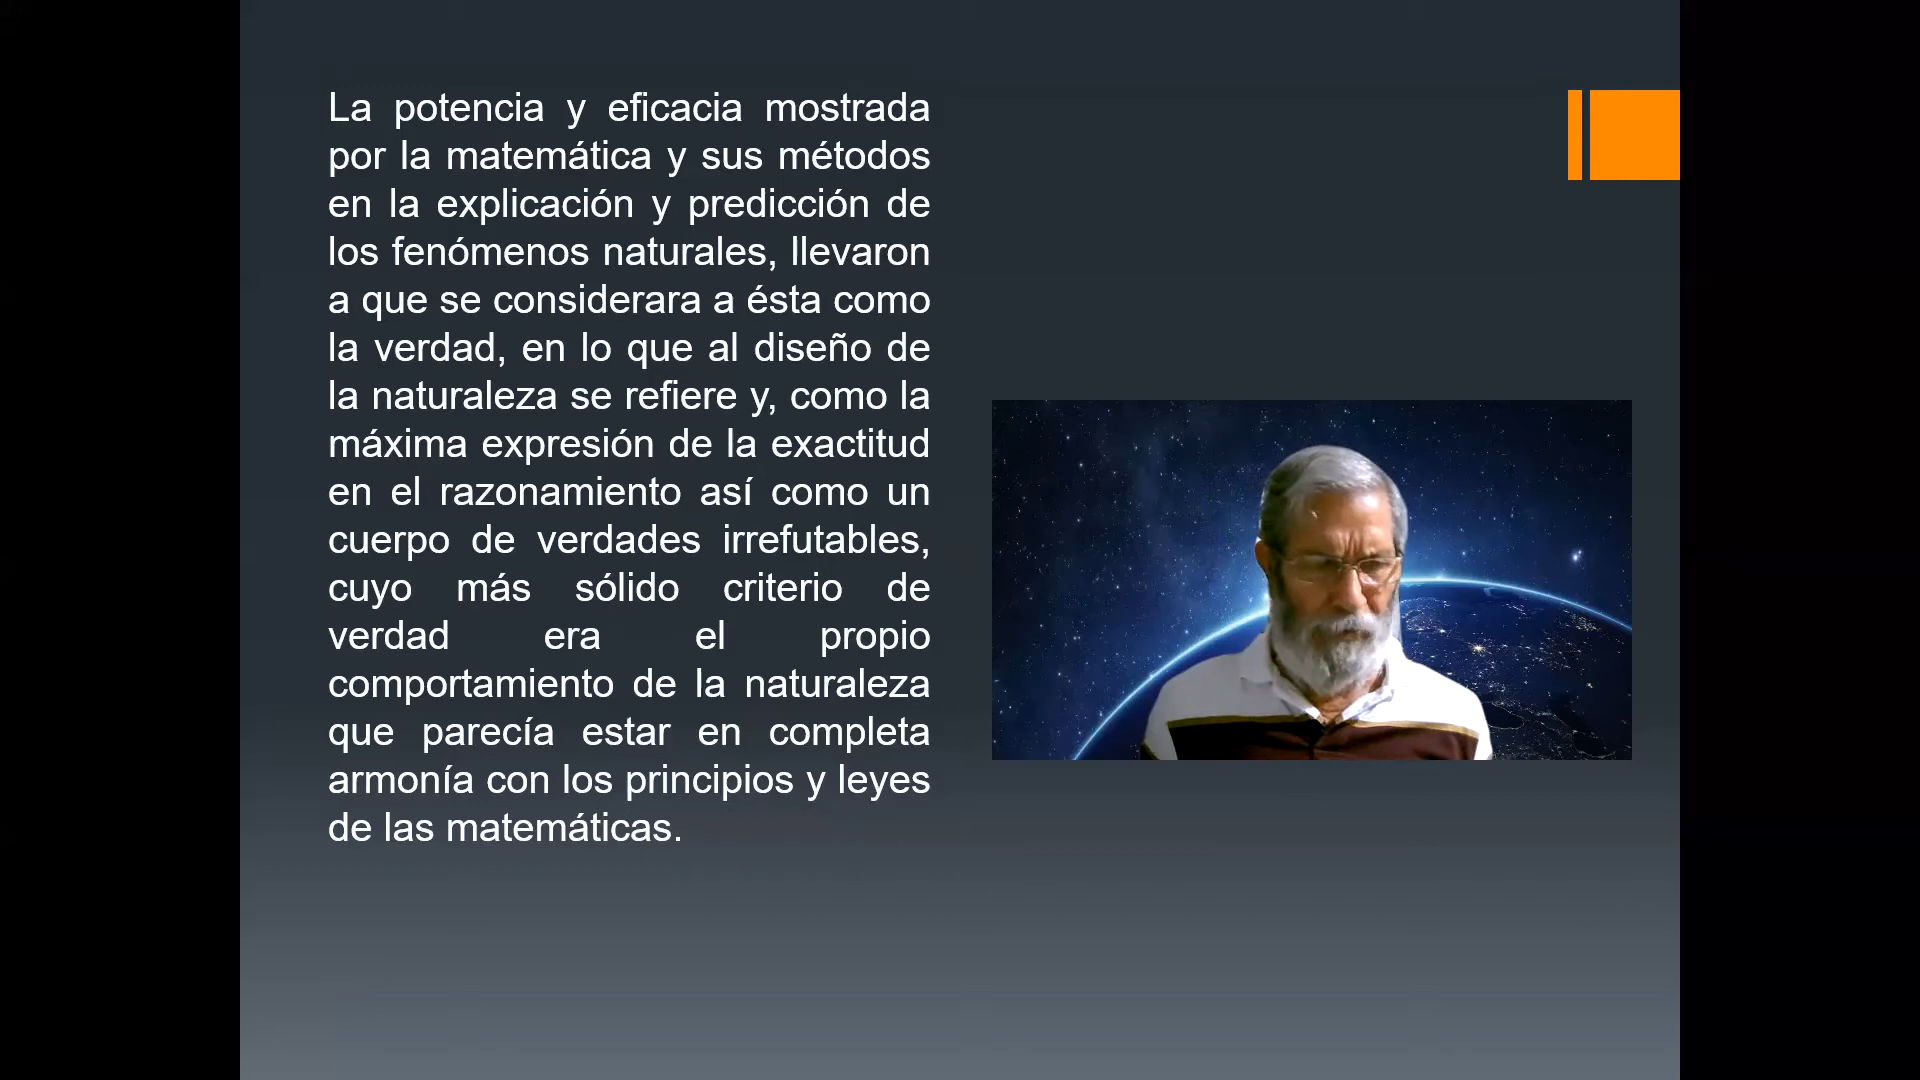 La potencia y eficacia mostrada
por la matemática y sus métodos
en la explicación y predicción de
los fenómenos naturales, llevaron
a que se considerara a ésta como
la verdad, en lo que al diseño de
la naturaleza se refiere y, como la
máxima expresión de la exactitud
en el razonamiento así como un
cuerpo de verdades irrefutables,
cuyo más sólido criterio de
verdad era el propio
comportamiento de la naturaleza
que parecía estar en completa
armonía con los principios y leyes
de las matemáticas.